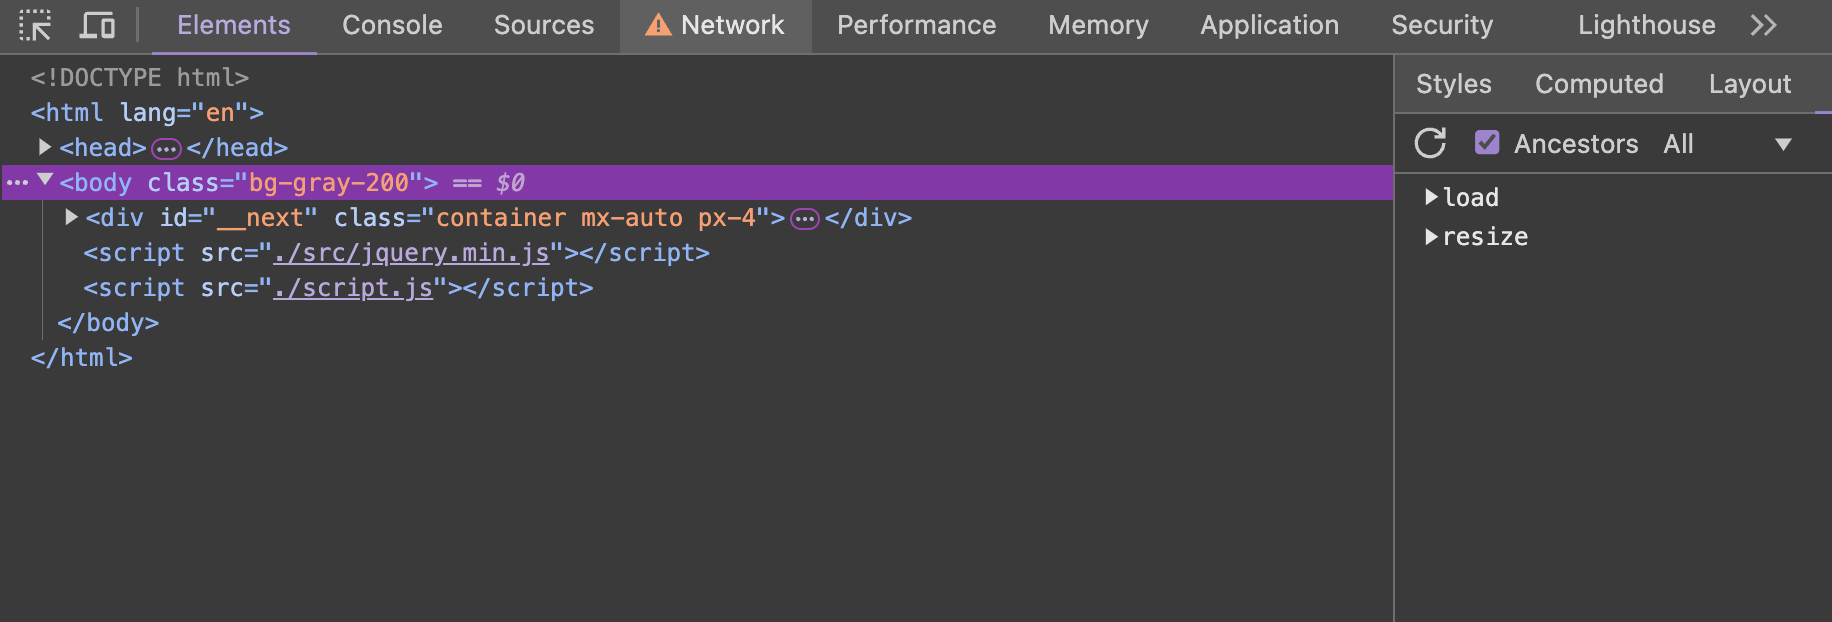 Elements Console Sources Network Performance Memory Application Security Lighthouse
<!DOCTYPE html>
<html lang="en">
<head>…</head>
<body class="bg-gray-200"> == $0
<div id="__next" class="container mx-auto px-4">…</div>
<script src="./src/jquery.min.js"></script>
<script src="./script.js"></script>
</body>
</html>
Styles Computed Layout
Ancestors All
load
resize